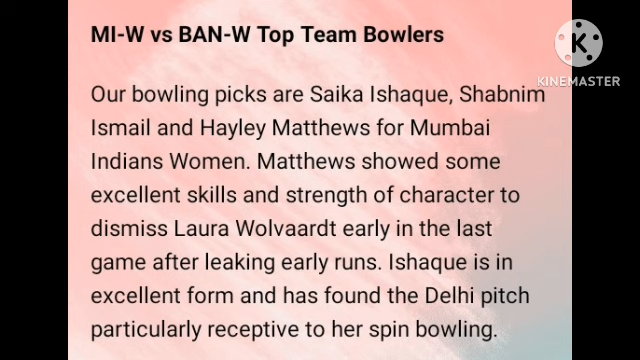 MI-W vs BAN-W Top Team Bowlers
Our bowling picks are Saika Ishaque, Shabnim
Ismail and Hayley Matthews for Mumbai
Indians Women. Matthews showed some
excellent skills and strength of character to
dismiss Laura Wolvaardt early in the last
game after leaking early runs. Ishaque is in
excellent form and has found the Delhi pitch
particularly receptive to her spin bowling.
K
KINEMASTER